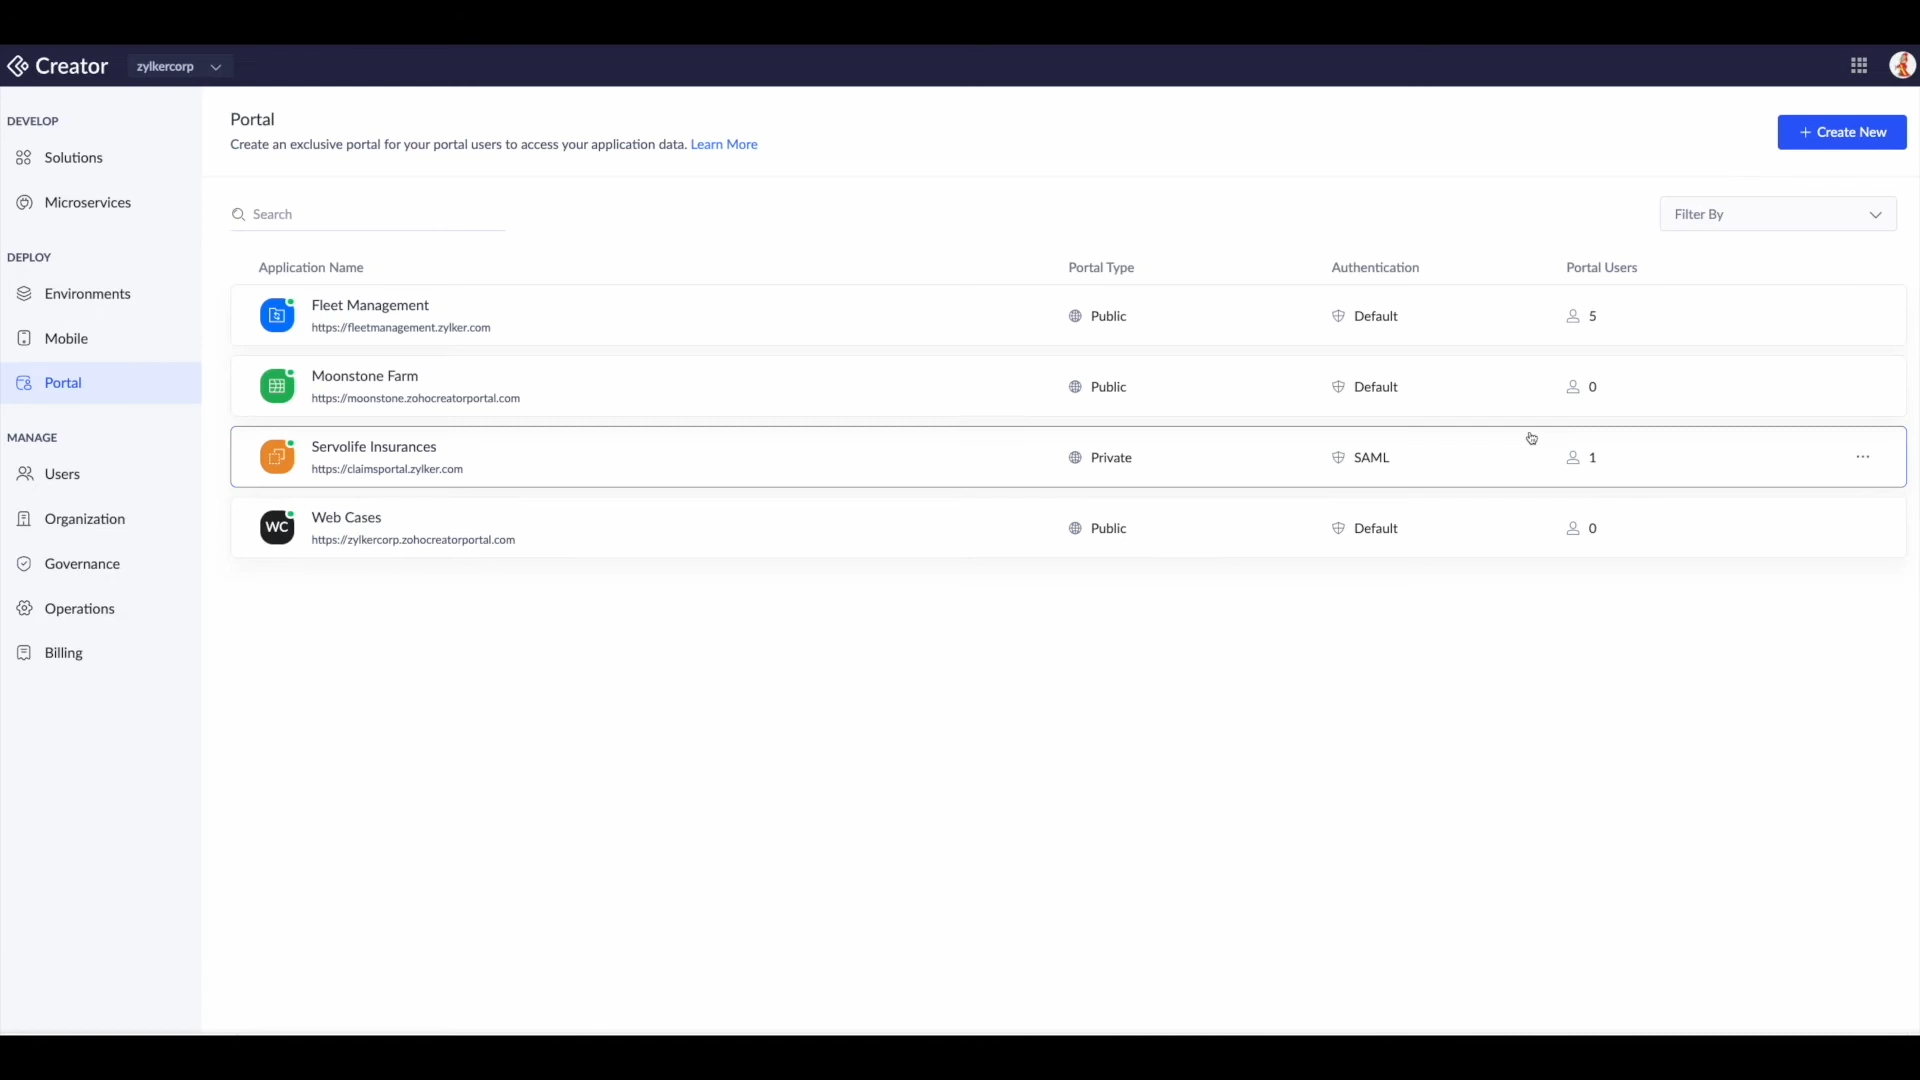 Creator
zylkercorp
DEVELOP
Solutions
Microservices
DEPLOY
Environments
Mobile
Portal
MANAGE
Users
Organization
Governance
Operations
Billing
Portal
Create an exclusive portal for your portal users to access your application data. Learn More
+ Create New
Search
Filter By
Application Name Portal Type Authentication Portal Users
Fleet Management
https://fleetmanagement.zylker.com
Public Default 5
Moonstone Farm
https://moonstone.zohocreatorportal.com
Public Default 0
Servolife Insurances
https://claimsportal.zylker.com
Private SAML 1 ...
WC
Web Cases
https://zylkercorp.zohocreatorportal.com
Public Default 0